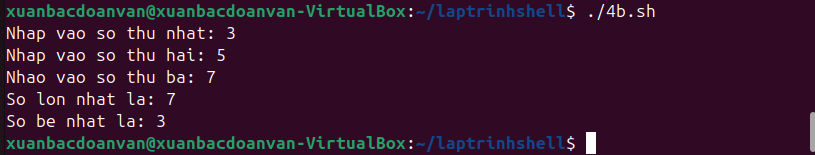 xuanbacdoanvan@xuanbacdoanvan-VirtualBox:~/laptrinhshell$ ./4b.sh
Nhap vao so thu nhat: 3
Nhap vao so thu hai: 5
Nhao vao so thu ba: 7
So lon nhat la: 7
So be nhat la: 3
xuanbacdoanvan@xuanbacdoanvan-VirtualBox:~/laptrinhshell$